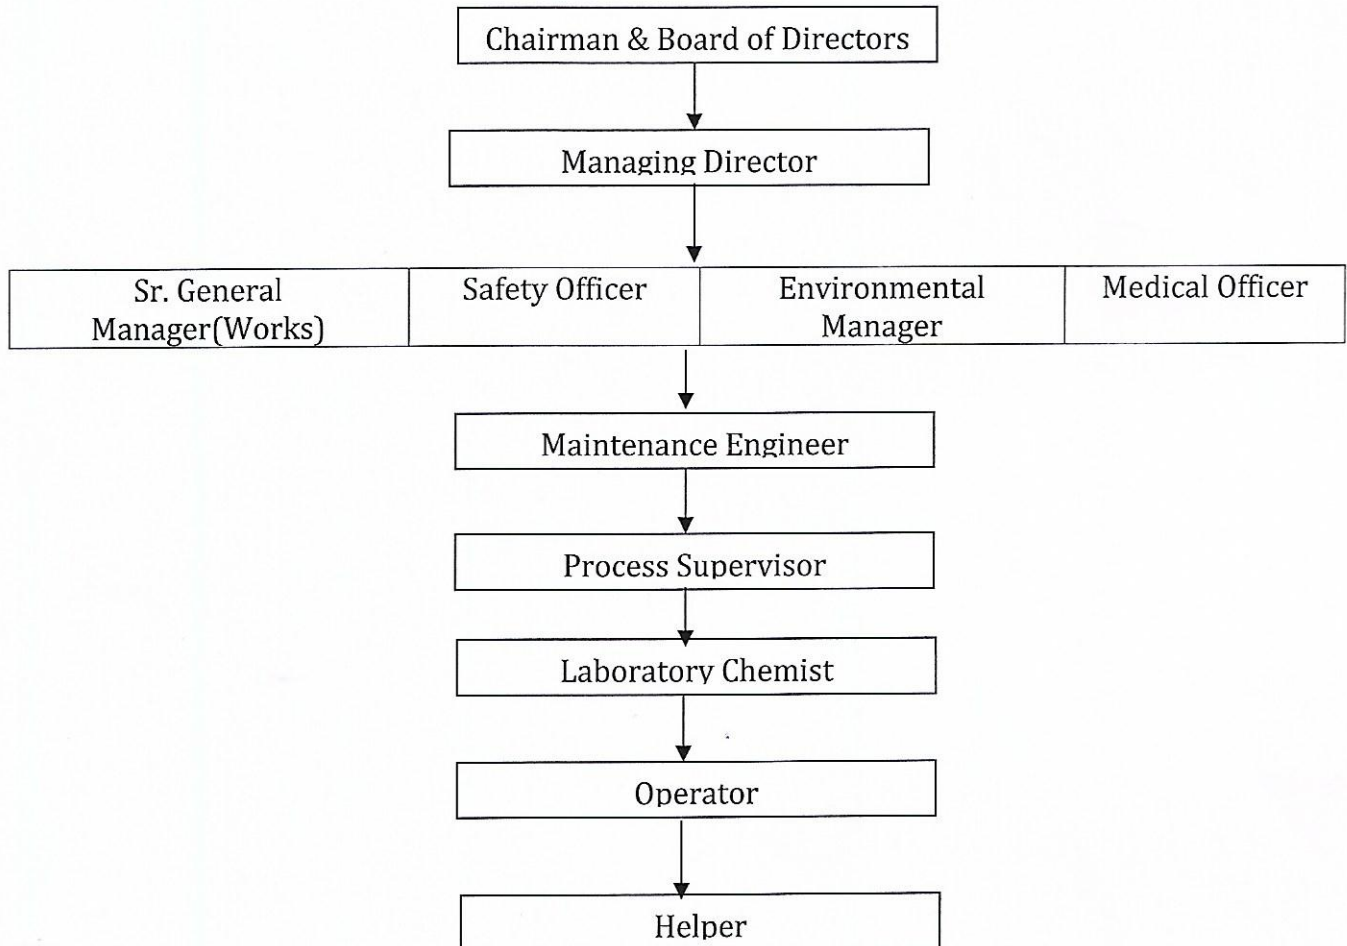 Chairman & Board of Directors
Managing Director
Sr. General
Manager(Works)
Safety Officer
Environmental
Manager
Medical Officer
Maintenance Engineer
Process Supervisor
Laboratory Chemist
Operator
Helper